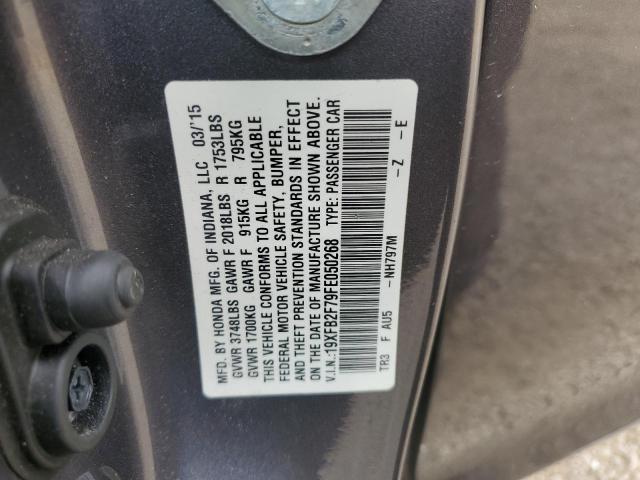 MFD. BY HONDA MFG. OF INDIANA, LLC 03/'15
GVWR 3748LBS GAWR F 2018LBS R 1753LBS
GVWR 1700KG GAWR F 915KG R 795KG
THIS VEHICLE CONFORMS TO ALL APPLICABLE
FEDERAL MOTOR VEHICLE SAFETY, BUMPER,
AND THEFT PREVENTION STANDARDS IN EFFECT
ON THE DATE OF MANUFACTURE SHOWN ABOVE.
V.I.N.:19XFB2F79FE050268 TYPE: PASSENGER CAR
TR3 F AU5 -NH797M -Z -E